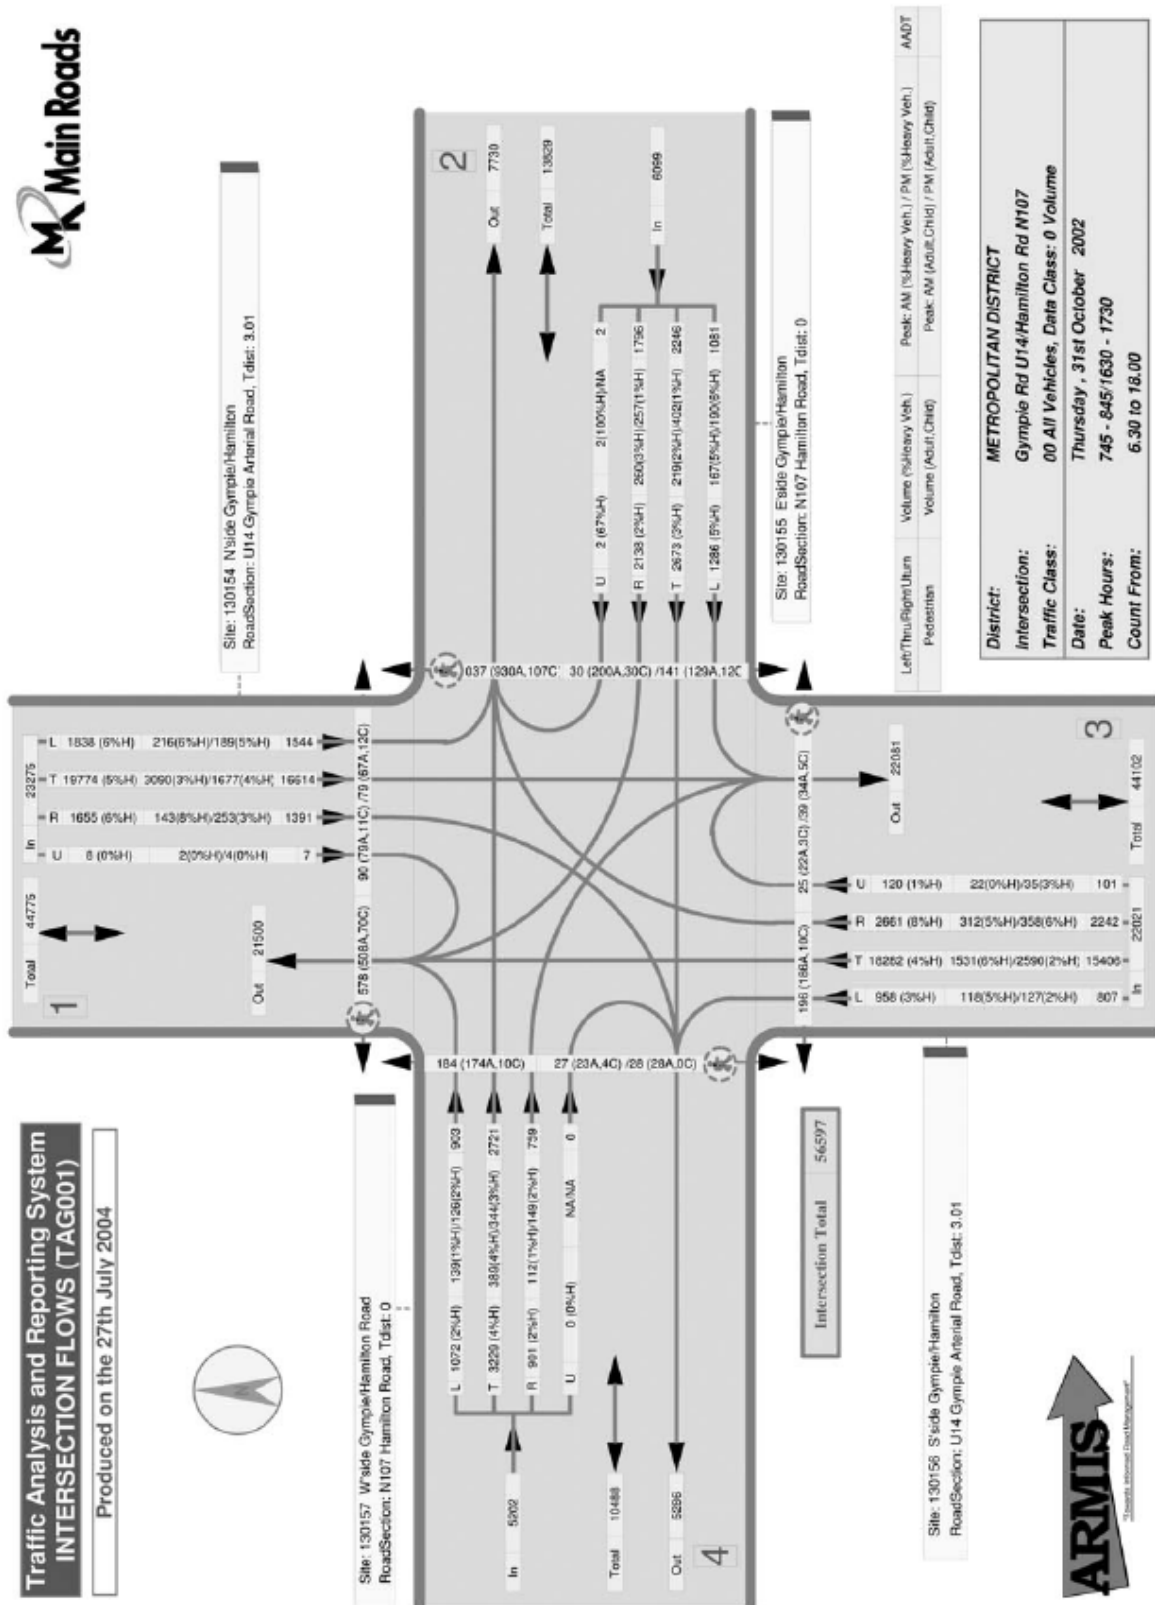 Traffic Analysis and Reporting System
INTERSECTION FLOWS (TAG001)
Produced on the 27th July 2004
Main Roads
N
Site: 130154 N'side Gympie/Hamilton
RoadSection: U14 Gympie Arterial Road, Tdist: 3.01
Site: 130157 W'side Gympie/Hamilton Road
RoadSection: N107 Hamilton Road, Tdist: 0
1
Total 44775
Out 21500
In 23275
U 8 (0%H) 2(0%H)/4(0%H) 7
R 1655 (6%H) 143(8%H)/253(3%H) 1391
T 19774 (5%H) 3090(3%H)/1677(4%H) 16614
L 1838 (6%H) 216(6%H)/189(5%H) 1544
578 (508A,70C) 90 (79A,11C) /79 (67A,12C)
2
Out 7730
Total 13829
In 6099
U 2 (67%H) 2(100%H)/NA 2
R 2138 (2%H) 260(3%H)/257(1%H) 1796
T 2673 (3%H) 219(2%H)/402(1%H) 2246
L 1286 (5%H) 167(5%H)/190(6%H) 1081
037 (930A,107C) 30 (200A,30C) /141 (129A,12C
Site: 130155 E'side Gympie/Hamilton
RoadSection: N107 Hamilton Road, Tdist: 0
184 (174A,10C) 27 (23A,4C) /28 (28A,0C)
L 1072 (2%H) 139(1%H)/126(2%H) 903
T 3229 (4%H) 389(4%H)/344(3%H) 2721
R 901 (2%H) 112(1%H)/149(2%H) 759
U 0 (0%H) NA/NA 0
In 5202
Total 10488
Out 5286
4
196 (186A,10C) 25 (22A,3C) /39 (34A,5C)
L 958 (3%H) 118(5%H)/127(2%H) 807
T 18282 (4%H) 1531(6%H)/2590(2%H) 15406
R 2661 (8%H) 312(5%H)/358(6%H) 2242
U 120 (1%H) 22(0%H)/35(3%H) 101
In 22021
Out 22081
Total 44102
3
Intersection Total 56597
Site: 130156 S'side Gympie/Hamilton
RoadSection: U14 Gympie Arterial Road, Tdist: 3.01
ARMIS
"Towards Informed Road Management"
Left/Thru/Right/Uturn Volume (%Heavy Veh.) Peak: AM (%Heavy Veh.) / PM (%Heavy Veh.) AADT
Pedestrian Volume (Adult,Child) Peak: AM (Adult,Child) / PM (Adult,Child)
District: METROPOLITAN DISTRICT
Intersection: Gympie Rd U14/Hamilton Rd N107
Traffic Class: 00 All Vehicles, Data Class: 0 Volume
Date: Thursday , 31st October 2002
Peak Hours: 745 - 845/1630 - 1730
Count From: 6.30 to 18.00